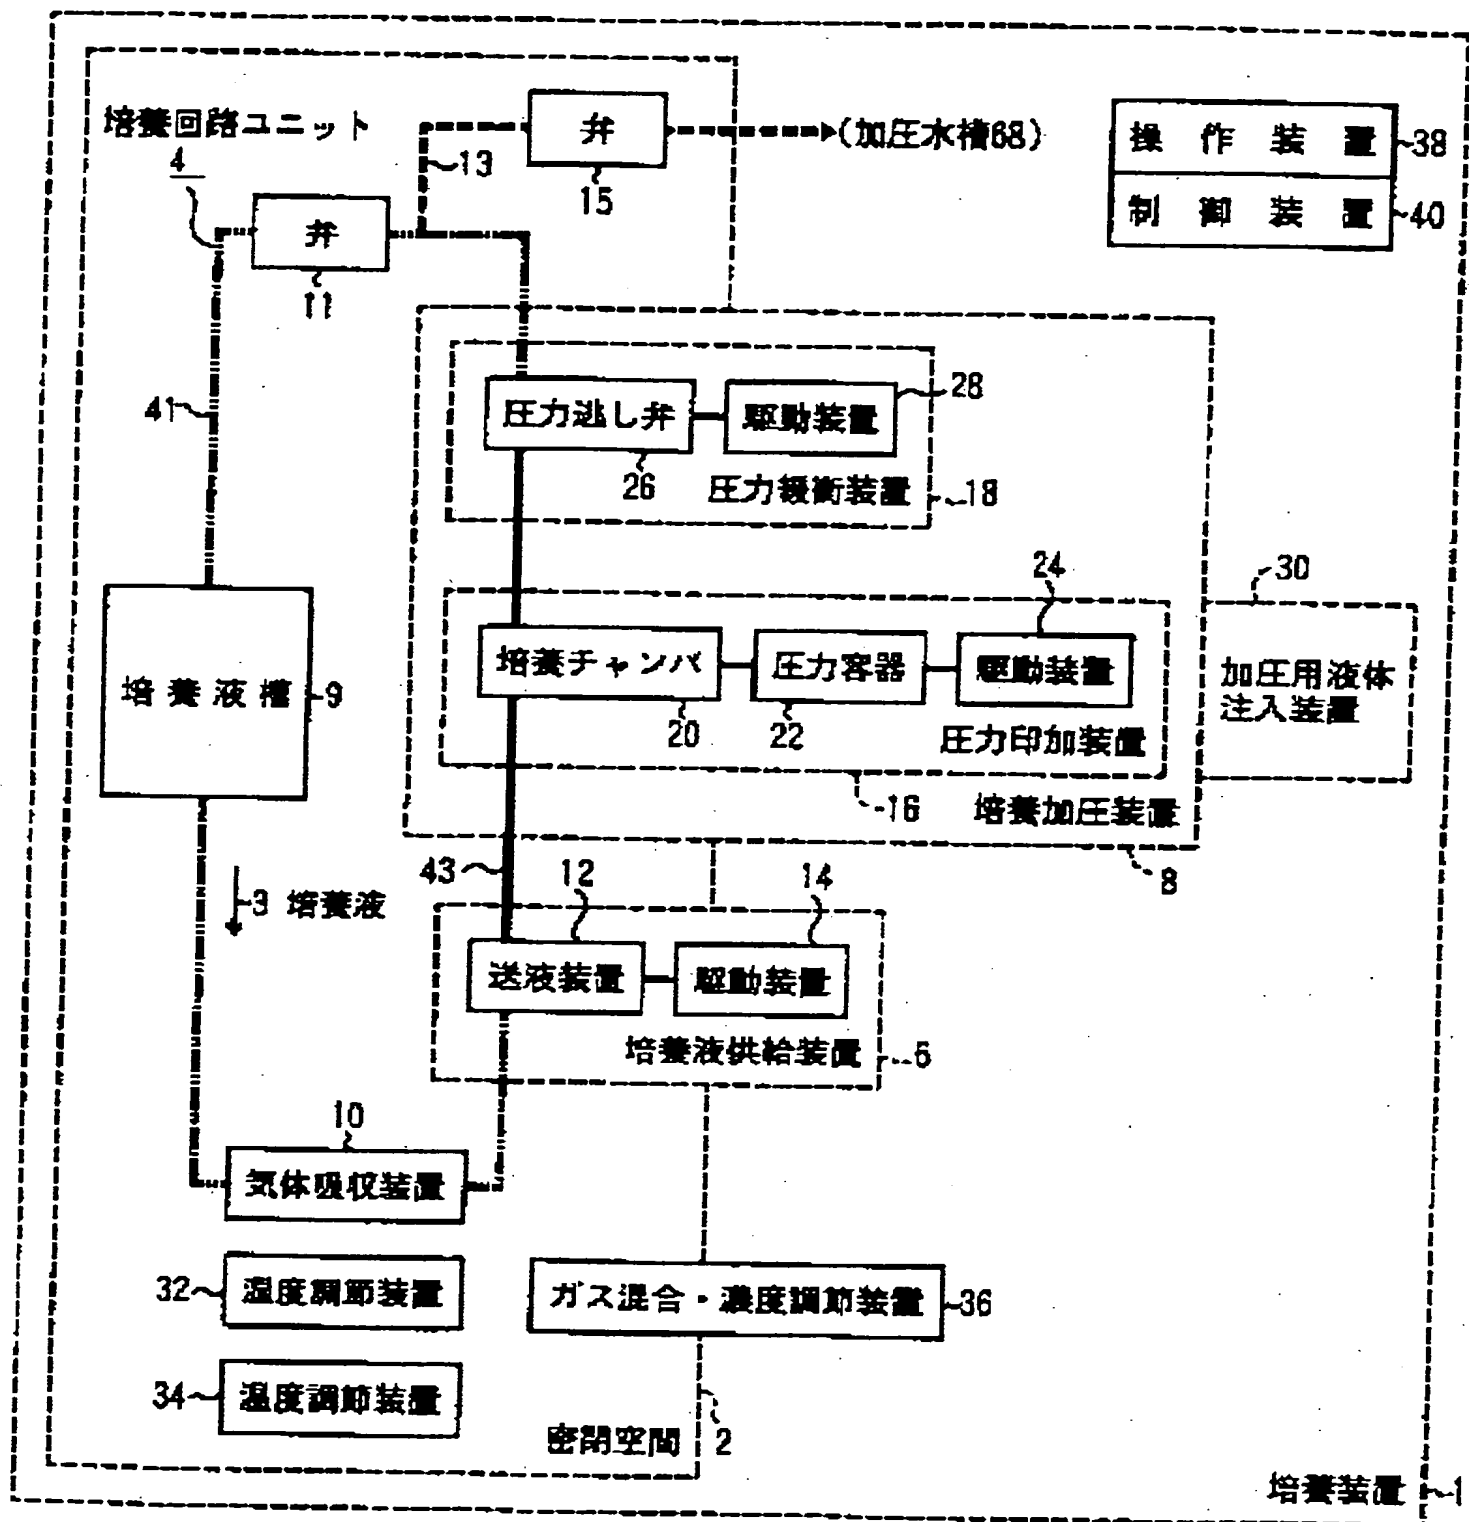 培養回路ユニット
4
弁
15
13
(加圧水槽68)
操作装置 38
制御装置 40
弁
11
41
圧力逃し弁
26
駆動装置
28
圧力緩衝装置
18
24
30
培養液槽
9
培養チャンバ
20
圧力容器
22
駆動装置
圧力印加装置
16
加圧用液体
注入装置
培養加圧装置
8
43
3 培養液
12
14
送液装置
駆動装置
培養液供給装置
6
10
気体吸収装置
32
温度調節装置
ガス混合・濃度調節装置
36
34
温度調節装置
密閉空間
2
培養装置
1